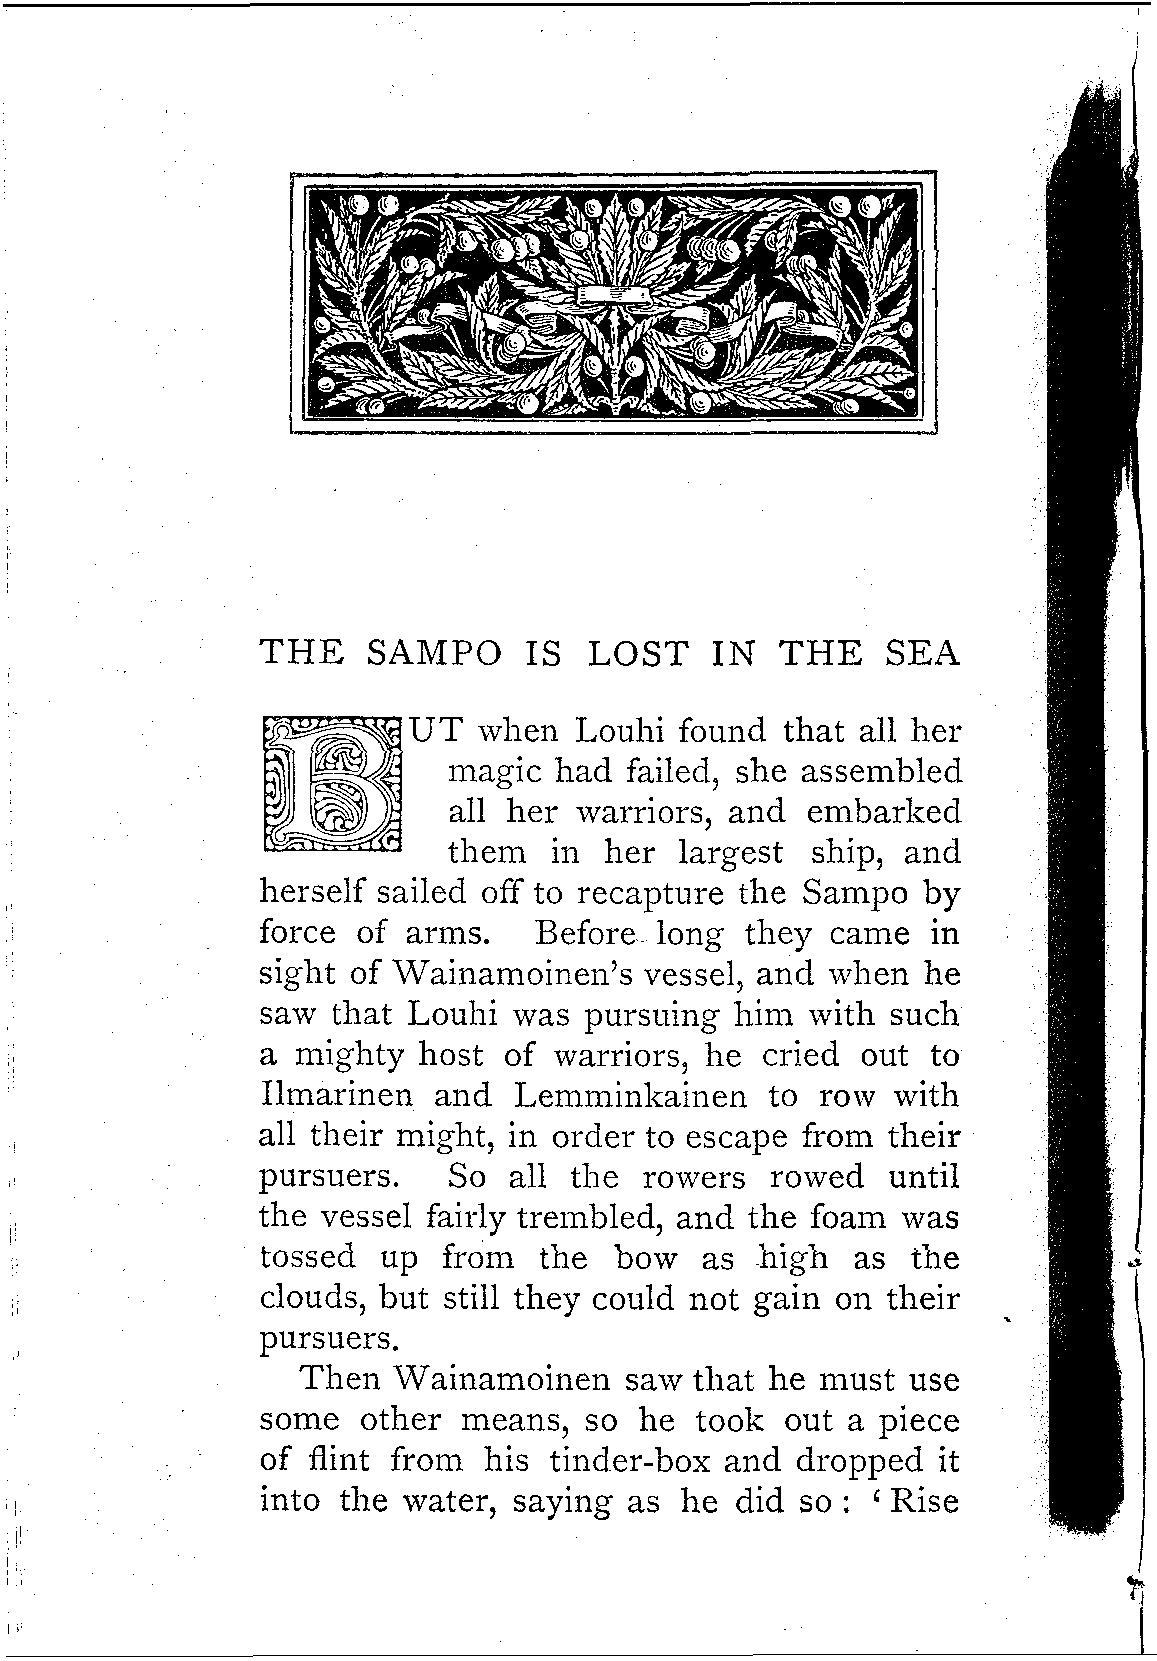 THE SAMPO IS LOST IN THE SEA
BUT when Louhi found that all her
magic had failed, she assembled
all her warriors, and embarked
them in her largest ship, and
herself sailed off to recapture the Sampo by
force of arms. Before long they came in
sight of Wainamoinen's vessel, and when he
saw that Louhi was pursuing him with such
a mighty host of warriors, he cried out to
Ilmarinen and Lemminkainen to row with
all their might, in order to escape from their
pursuers. So all the rowers rowed until
the vessel fairly trembled, and the foam was
tossed up from the bow as high as the
clouds, but still they could not gain on their
pursuers.
Then Wainamoinen saw that he must use
some other means, so he took out a piece
of flint from his tinder-box and dropped it
into the water, saying as he did so : ‘ Rise